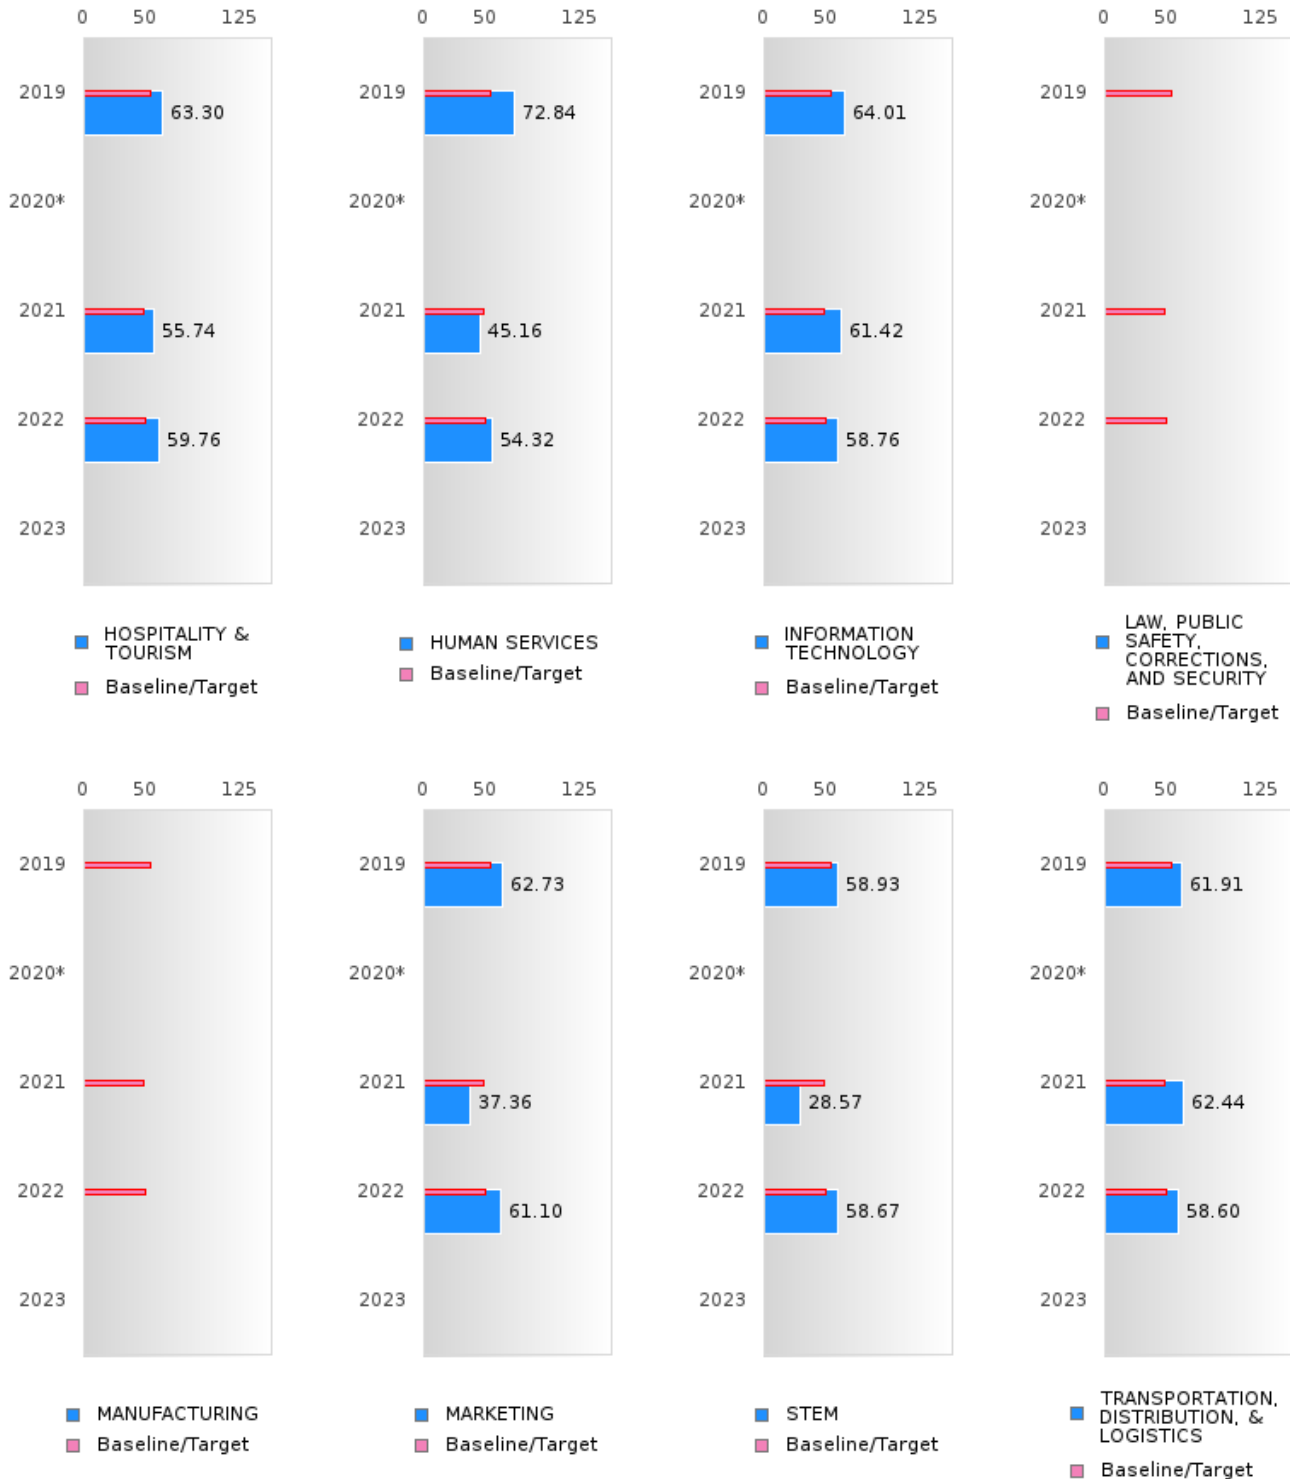 0 50 125
0 50 125
0 50 125
0 50 125
2019 63.30
2020*
2021 55.74
2022 59.76
2023
2019 72.84
2020*
2021 45.16
2022 54.32
2023
2019 64.01
2020*
2021 61.42
2022 58.76
2023
2019
2020*
2021
2022
2023
HOSPITALITY &
TOURISM
Baseline/Target
HUMAN SERVICES
Baseline/Target
INFORMATION
TECHNOLOGY
Baseline/Target
LAW, PUBLIC
SAFETY,
CORRECTIONS,
AND SECURITY
Baseline/Target
0 50 125
0 50 125
0 50 125
0 50 125
2019
2020*
2021
2022
2023
2019 62.73
2020*
2021 37.36
2022 61.10
2023
2019 58.93
2020*
2021 28.57
2022 58.67
2023
2019 61.91
2020*
2021 62.44
2022 58.60
2023
MANUFACTURING
Baseline/Target
MARKETING
Baseline/Target
STEM
Baseline/Target
TRANSPORTATION,
DISTRIBUTION, &
LOGISTICS
Baseline/Target